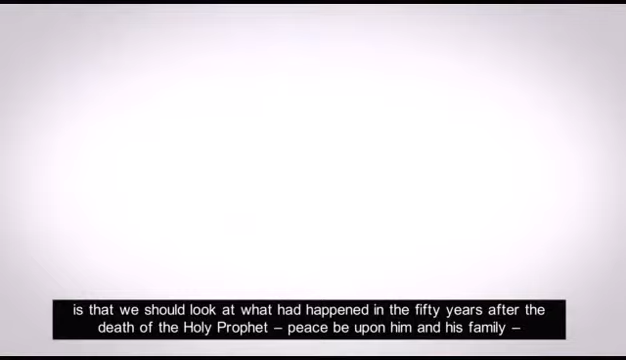 is that we should look at what had happened in the fifty years after the
death of the Holy Prophet – peace be upon him and his family –